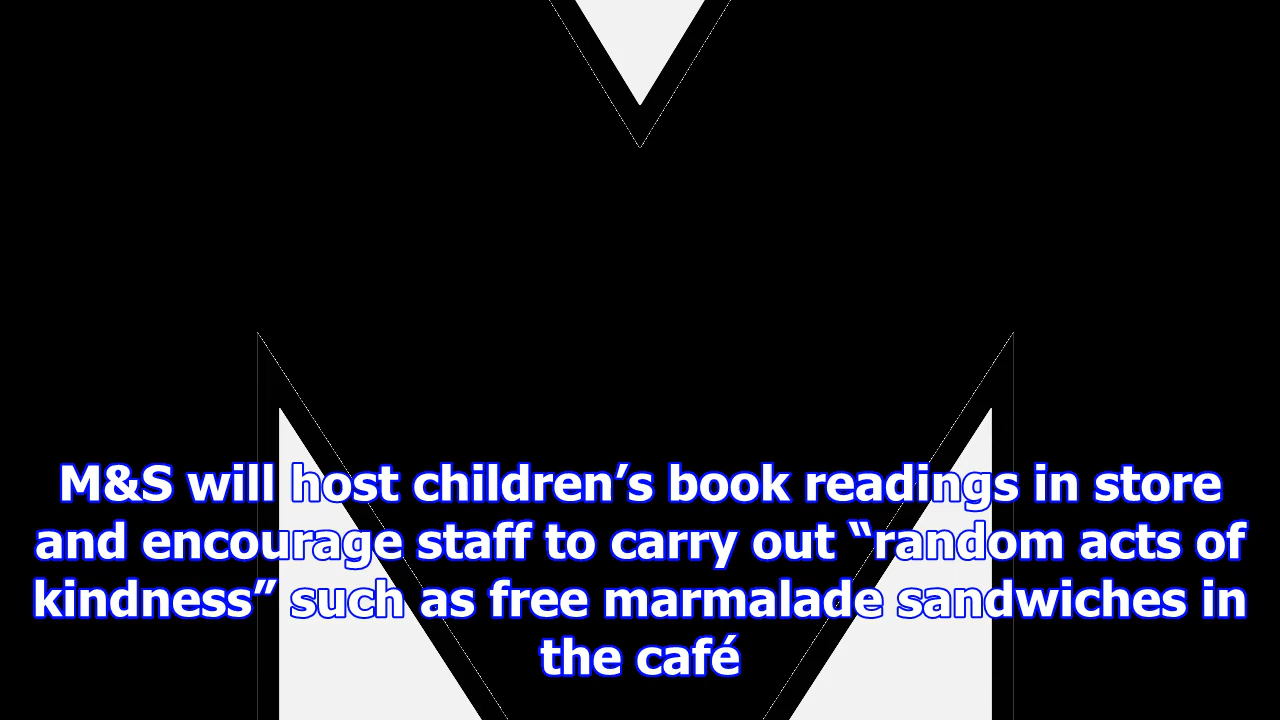 M&S will host children’s book readings in store
and encourage staff to carry out “random acts of
kindness” such as free marmalade sandwiches in
the café